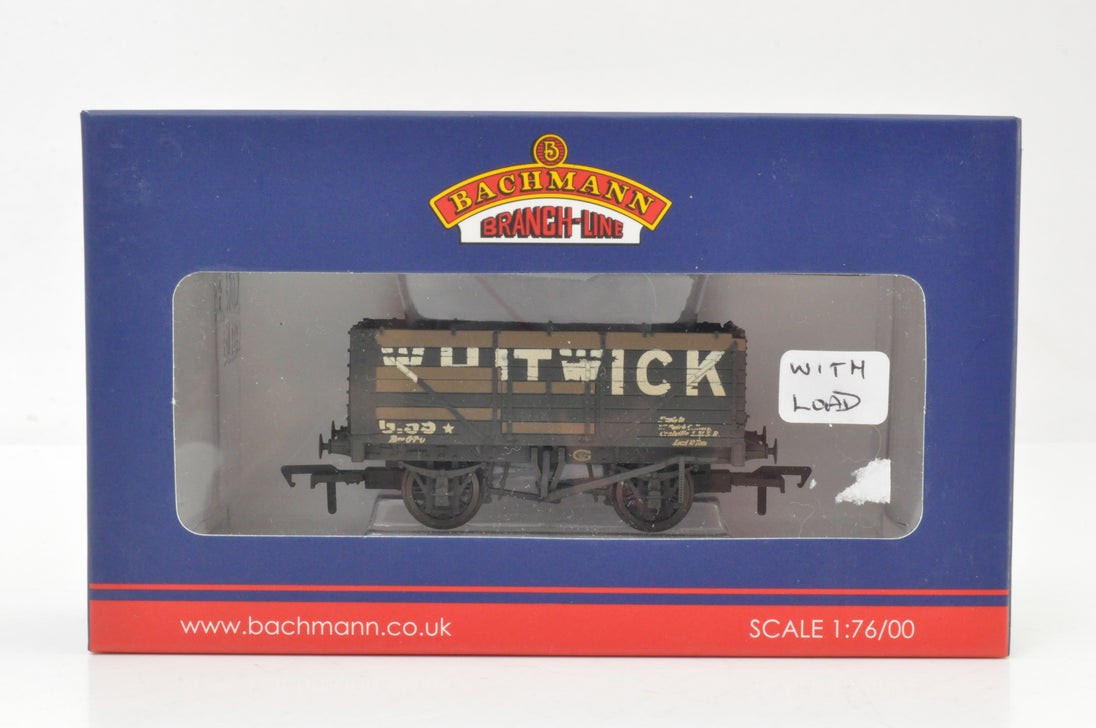 BACHMANN
BRANCH-LINE
WHITWICK
WITH
LOAD
www.bachmann.co.uk
SCALE 1:76/00